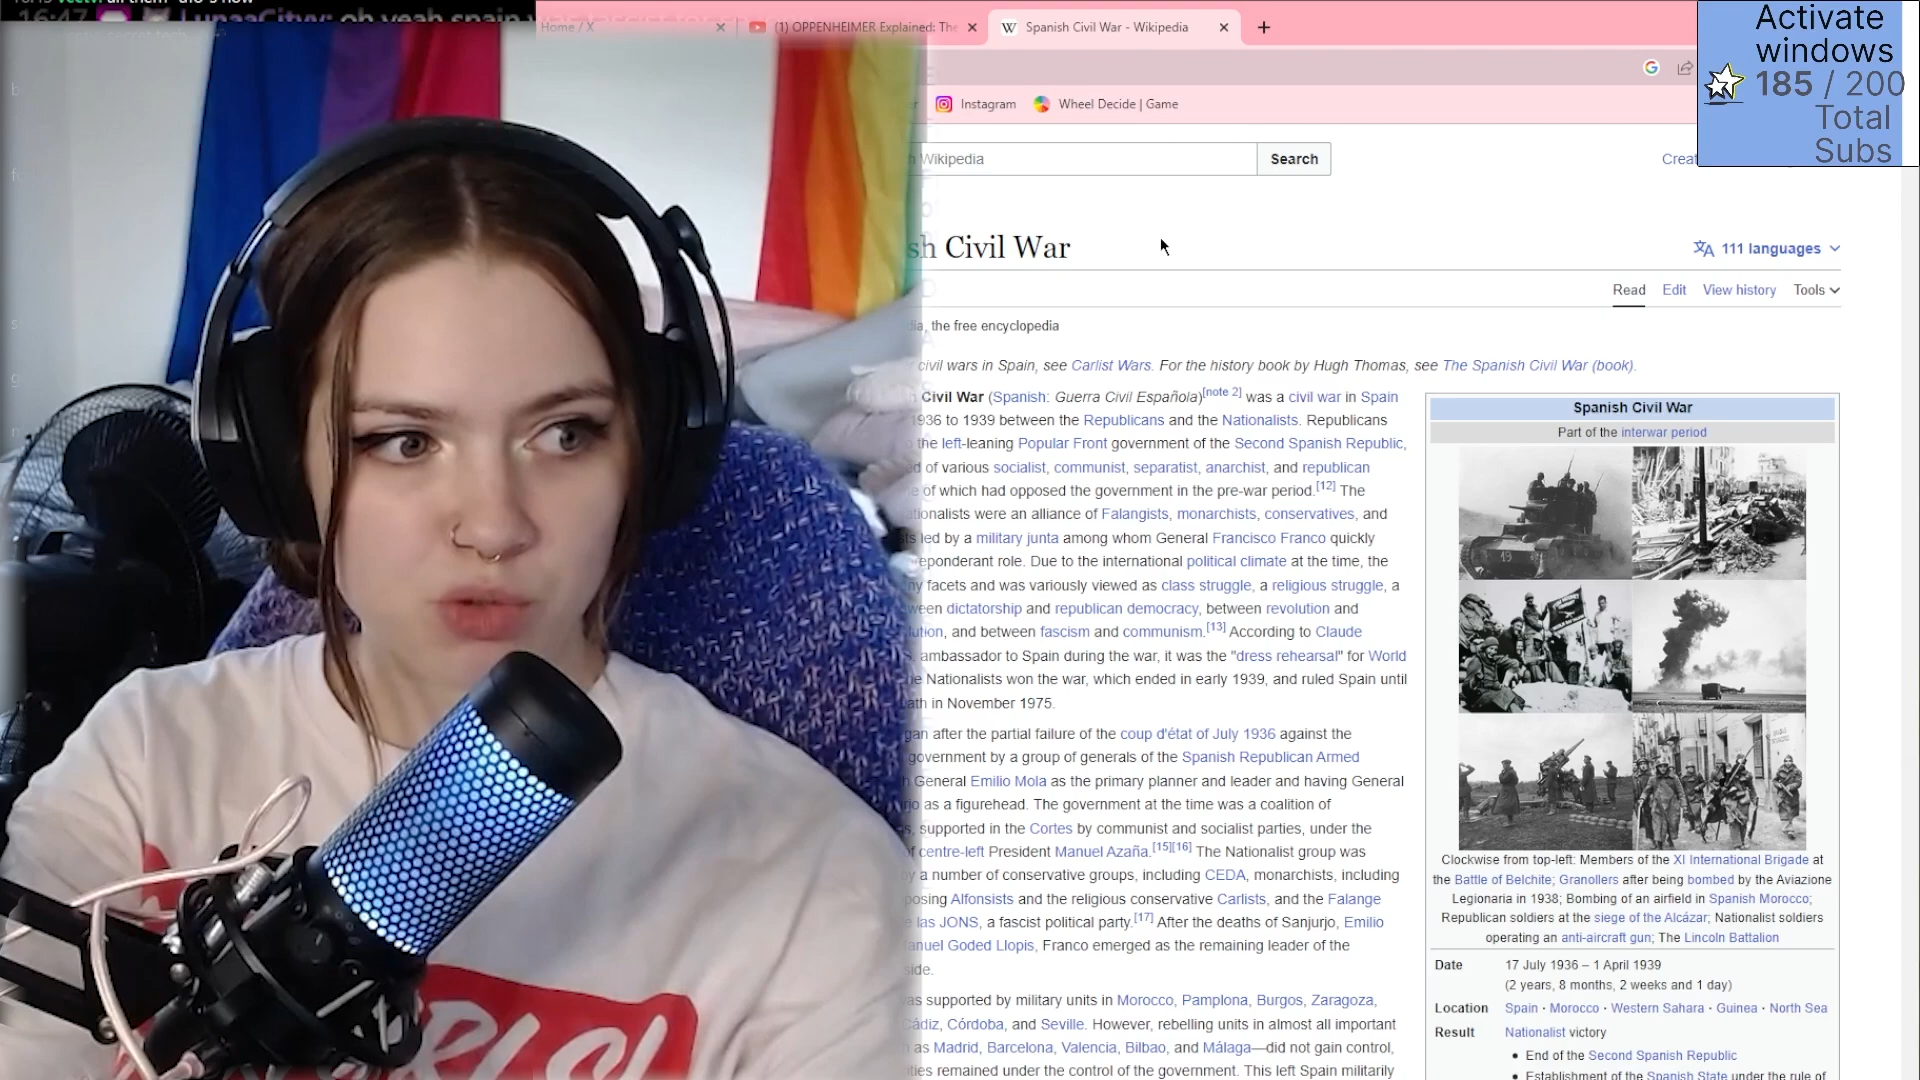 LunaaCityy: oh yeah spain
Home / X
(1) OPPENHEIMER Explained: The
Spanish Civil War - Wikipedia
Activate
windows
185 / 200
Total
Subs
Instagram
Wheel Decide | Game
Wikipedia
Search
Creat
sh Civil War
111 languages
Read Edit View history Tools
dia, the free encyclopedia
civil wars in Spain, see Carlist Wars. For the history book by Hugh Thomas, see The Spanish Civil War (book).
Civil War (Spanish: Guerra Civil Española)[note 2] was a civil war in Spain
1936 to 1939 between the Republicans and the Nationalists. Republicans
the left-leaning Popular Front government of the Second Spanish Republic,
ed of various socialist, communist, separatist, anarchist, and republican
e of which had opposed the government in the pre-war period.[12] The
ationalists were an alliance of Falangists, monarchists, conservatives, and
ts led by a military junta among whom General Francisco Franco quickly
eponderant role. Due to the international political climate at the time, the
ny facets and was variously viewed as class struggle, a religious struggle, a
ween dictatorship and republican democracy, between revolution and
lution, and between fascism and communism.[13] According to Claude
S. ambassador to Spain during the war, it was the "dress rehearsal" for World
e Nationalists won the war, which ended in early 1939, and ruled Spain until
ath in November 1975.
gan after the partial failure of the coup d'état of July 1936 against the
government by a group of generals of the Spanish Republican Armed
h General Emilio Mola as the primary planner and leader and having General
rjo as a figurehead. The government at the time was a coalition of
s, supported in the Cortes by communist and socialist parties, under the
of centre-left President Manuel Azaña.[15][16] The Nationalist group was
by a number of conservative groups, including CEDA, monarchists, including
posing Alfonsists and the religious conservative Carlists, and the Falange
e las JONS, a fascist political party.[17] After the deaths of Sanjurjo, Emilio
anuel Goded Llopis, Franco emerged as the remaining leader of the
side.
as supported by military units in Morocco, Pamplona, Burgos, Zaragoza,
Cádiz, Córdoba, and Seville. However, rebelling units in almost all important
h as Madrid, Barcelona, Valencia, Bilbao, and Málaga—did not gain control,
ties remained under the control of the government. This left Spain militarily
Spanish Civil War
Part of the interwar period
Clockwise from top-left: Members of the XI International Brigade at
the Battle of Belchite; Granollers after being bombed by the Aviazione
Legionaria in 1938; Bombing of an airfield in Spanish Morocco;
Republican soldiers at the siege of the Alcázar; Nationalist soldiers
operating an anti-aircraft gun; The Lincoln Battalion
Date 17 July 1936 – 1 April 1939
(2 years, 8 months, 2 weeks and 1 day)
Location Spain · Morocco · Western Sahara · Guinea · North Sea
Result Nationalist victory
• End of the Second Spanish Republic
• Establishment of the Spanish State under the rule of